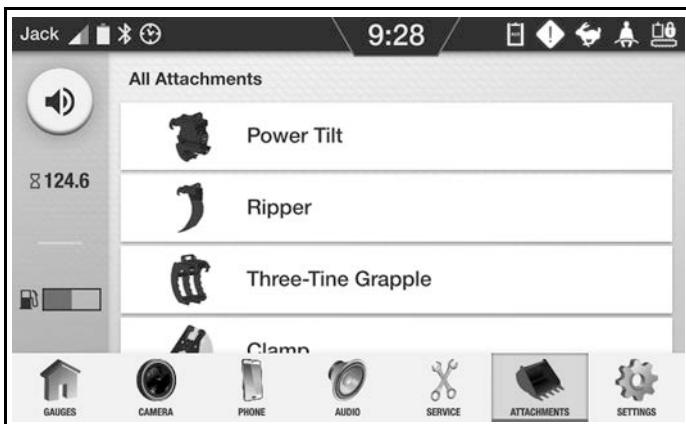 Jack 9:28
All Attachments
Power Tilt
124.6
Ripper
Three-Tine Grapple
Clamp
GAUGES CAMERA PHONE AUDIO SERVICE ATTACHMENTS SETTINGS